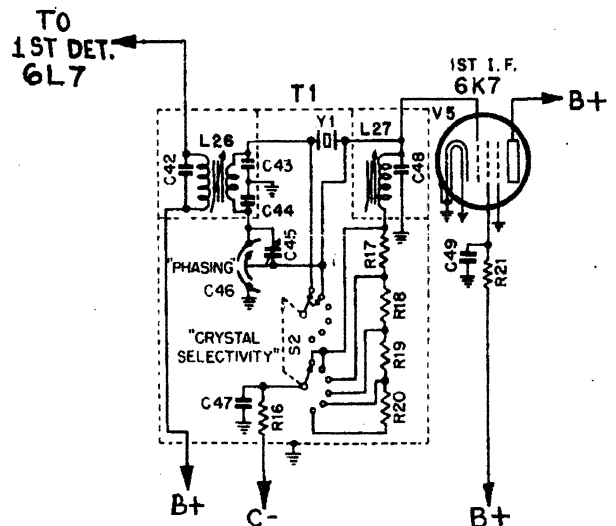 TO
1ST DET.
6L7
1ST I.F.
6K7
B+
T1
V5
Y1
L26
L27
C42
C43
C48
C44
C45
"PHASING"
C46
R17
C49
R21
R18
"CRYSTAL
SELECTIVITY"
S2
R19
C47
R16
R20
B+
C-
B+